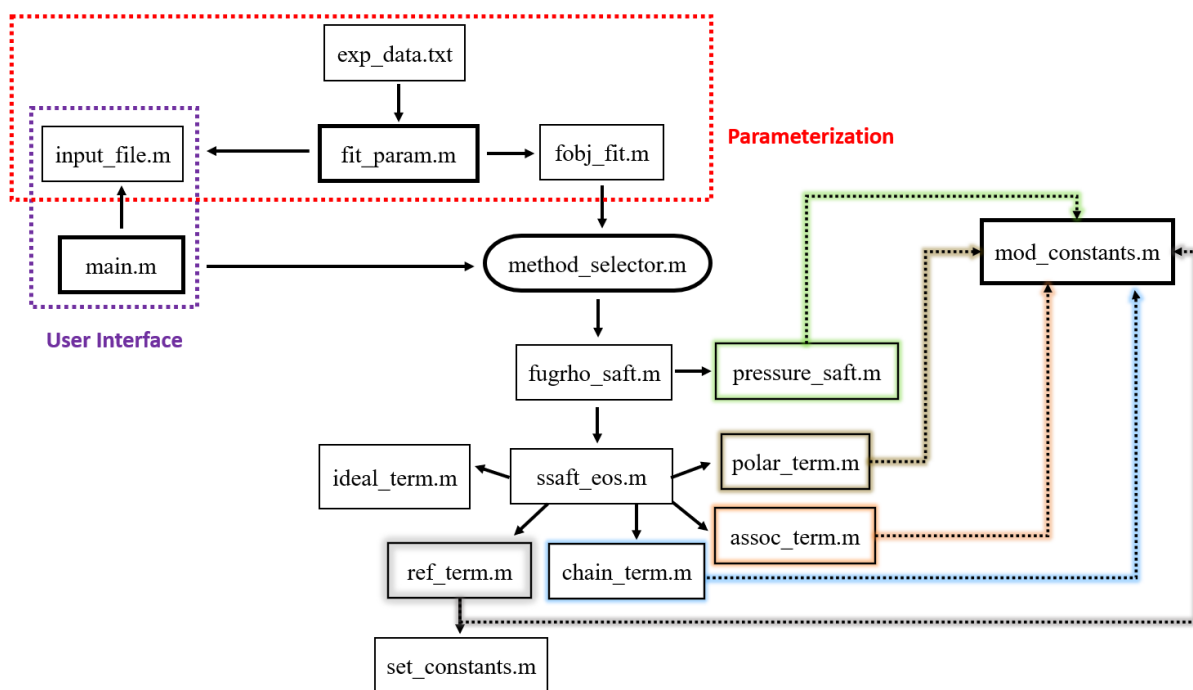 exp_data.txt
Parameterization
input_file.m
fit_param.m
fobj_fit.m
main.m
method_selector.m
mod_constants.m
User Interface
fugrho_saft.m
pressure_saft.m
ideal_term.m
ssaft_eos.m
polar_term.m
assoc_term.m
ref_term.m
chain_term.m
set_constants.m